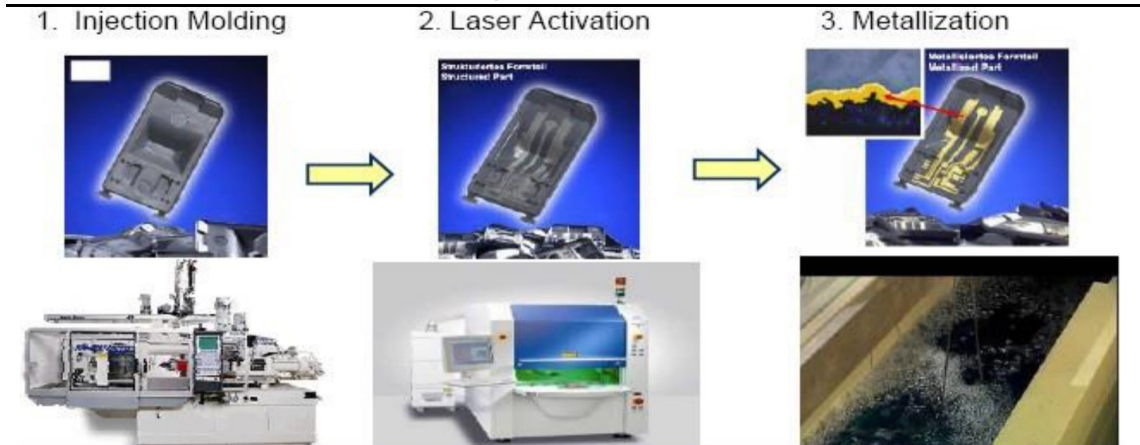 1. Injection Molding
2. Laser Activation
3. Metallization
Strukturiertes Formteil
Structured Part
Metallisiertes Formteil
Metallized Part